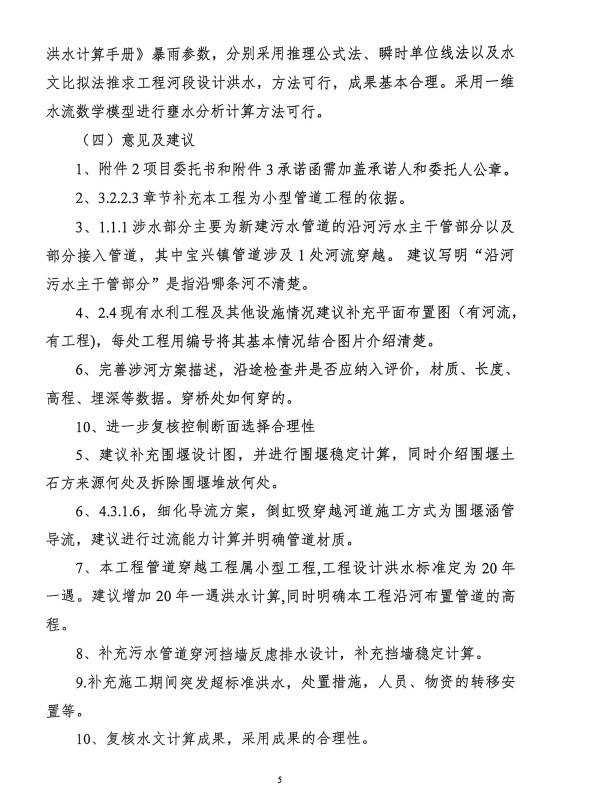 洪水计算手册》暴雨参数，分别采用推理公式法、瞬时单位线法以及水
文比拟法推求工程河段设计洪水，方法可行，成果基本合理。采用一维
水流数学模型进行壅水分析计算方法可行。
（四）意见及建议
1、附件 2 项目委托书和附件 3 承诺函需加盖承诺人和委托人公章。
2、3.2.2.3 章节补充本工程为小型管道工程的依据。
3、1.1.1 涉水部分主要为新建污水管道的沿河污水主干管部分以及
部分接入管道，其中宝兴镇管道涉及 1 处河流穿越。 建议写明“沿河
污水主干管部分”是指沿哪条河不清楚。
4、2.4 现有水利工程及其他设施情况建议补充平面布置图（有河流，
有工程)，每处工程用编号将其基本情况结合图片介绍清楚。
6、完善涉河方案描述，沿途检查井是否应纳入评价，材质、长度、
高程、埋深等数据。穿桥处如何穿的。
10、进一步复核控制断面选择合理性
5、建议补充围堰设计图，并进行围堰稳定计算，同时介绍围堰土
石方来源何处及拆除围堰堆放何处。
6、4.3.1.6，细化导流方案，倒虹吸穿越河道施工方式为围堰涵管
导流，建议进行过流能力计算并明确管道材质。
7、本工程管道穿越工程属小型工程,工程设计洪水标准定为 20 年
一遇。建议增加 20 年一遇洪水计算,同时明确本工程沿河布置管道的高
程。
8、补充污水管道穿河挡墙反虑排水设计，补充挡墙稳定计算。
9.补充施工期间突发超标准洪水，处置措施，人员、物资的转移安
置等。
10、复核水文计算成果，采用成果的合理性。
5